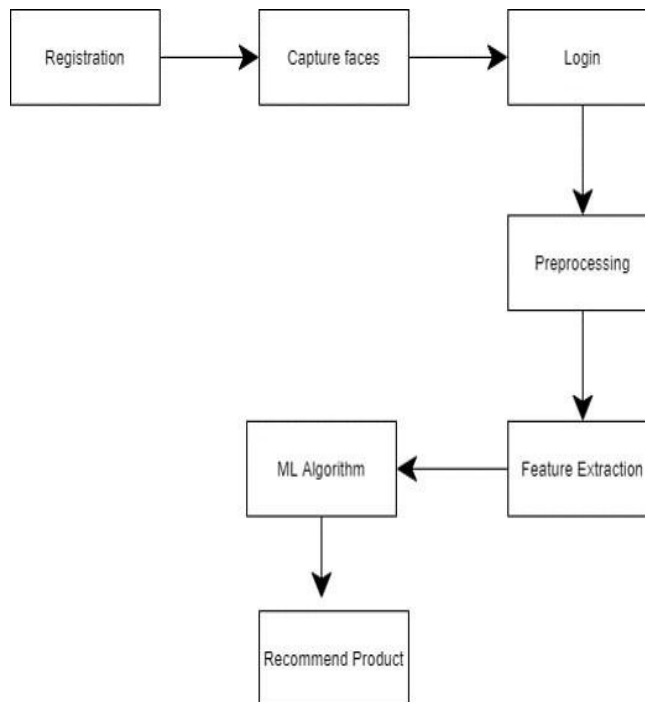 Registration
Capture faces
Login
Preprocessing
Feature Extraction
ML Algorithm
Recommend Product